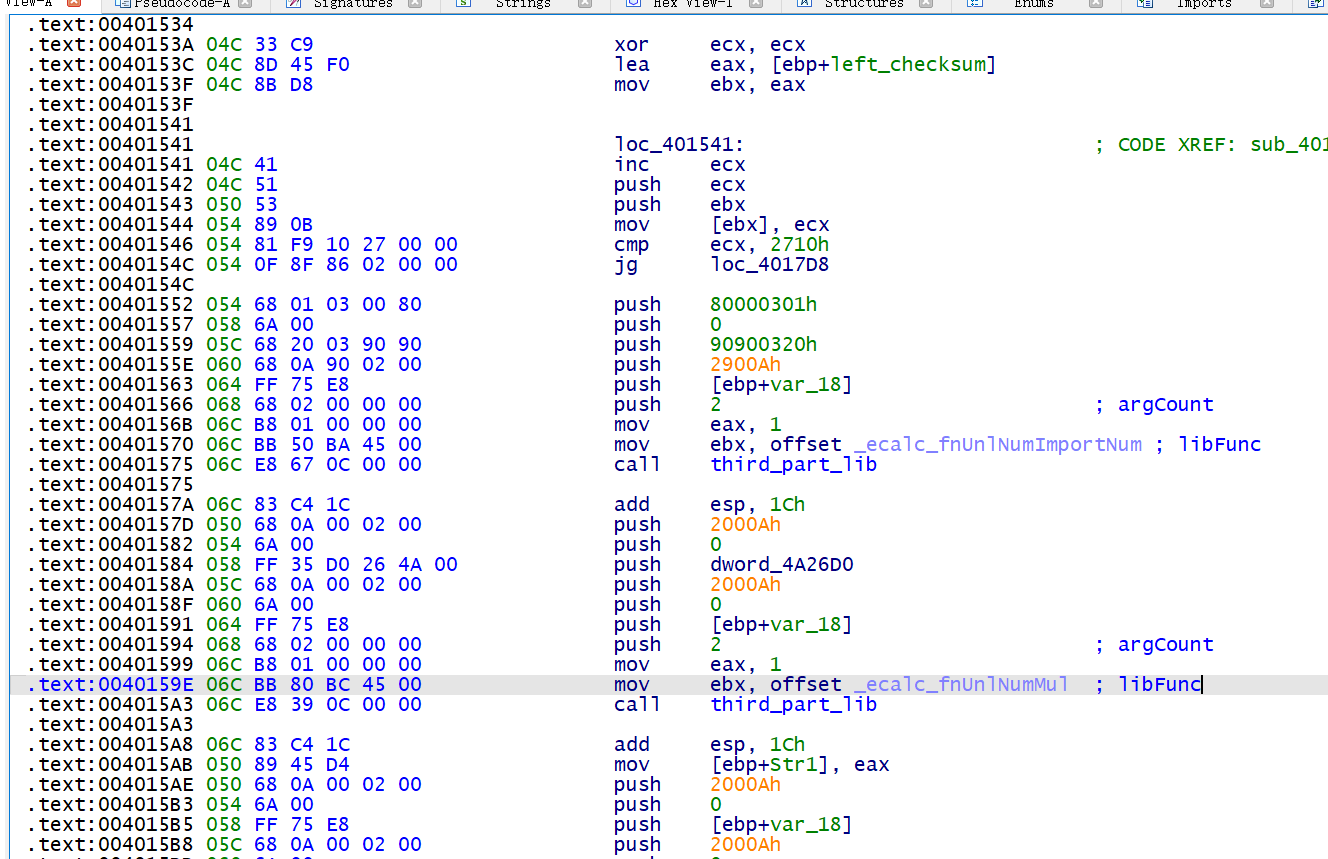 View-A Pseudocode-A Signatures Strings Hex View-1 Structures Enums Imports
.text:00401534
.text:0040153A 04C 33 C9 xor ecx, ecx
.text:0040153C 04C 8D 45 F0 lea eax, [ebp+left_checksum]
.text:0040153F 04C 8B D8 mov ebx, eax
.text:0040153F
.text:00401541
.text:00401541 loc_401541: ; CODE XREF: sub_401
.text:00401541 04C 41 inc ecx
.text:00401542 04C 51 push ecx
.text:00401543 050 53 push ebx
.text:00401544 054 89 0B mov [ebx], ecx
.text:00401546 054 81 F9 10 27 00 00 cmp ecx, 2710h
.text:0040154C 054 0F 8F 86 02 00 00 jg loc_4017D8
.text:0040154C
.text:00401552 054 68 01 03 00 80 push 80000301h
.text:00401557 058 6A 00 push 0
.text:00401559 05C 68 20 03 90 90 push 90900320h
.text:0040155E 060 68 0A 90 02 00 push 2900Ah
.text:00401563 064 FF 75 E8 push [ebp+var_18]
.text:00401566 068 68 02 00 00 00 push 2 ; argCount
.text:0040156B 06C B8 01 00 00 00 mov eax, 1
.text:00401570 06C BB 50 BA 45 00 mov ebx, offset _ecalc_fnUnlNumImportNum ; libFunc
.text:00401575 06C E8 67 0C 00 00 call third_part_lib
.text:00401575
.text:0040157A 06C 83 C4 1C add esp, 1Ch
.text:0040157D 050 68 0A 00 02 00 push 2000Ah
.text:00401582 054 6A 00 push 0
.text:00401584 058 FF 35 D0 26 4A 00 push dword_4A26D0
.text:0040158A 05C 68 0A 00 02 00 push 2000Ah
.text:0040158F 060 6A 00 push 0
.text:00401591 064 FF 75 E8 push [ebp+var_18]
.text:00401594 068 68 02 00 00 00 push 2 ; argCount
.text:00401599 06C B8 01 00 00 00 mov eax, 1
.text:0040159E 06C BB 80 BC 45 00 mov ebx, offset _ecalc_fnUnlNumMul ; libFunc
.text:004015A3 06C E8 39 0C 00 00 call third_part_lib
.text:004015A3
.text:004015A8 06C 83 C4 1C add esp, 1Ch
.text:004015AB 050 89 45 D4 mov [ebp+Str1], eax
.text:004015AE 050 68 0A 00 02 00 push 2000Ah
.text:004015B3 054 6A 00 push 0
.text:004015B5 058 FF 75 E8 push [ebp+var_18]
.text:004015B8 05C 68 0A 00 02 00 push 2000Ah